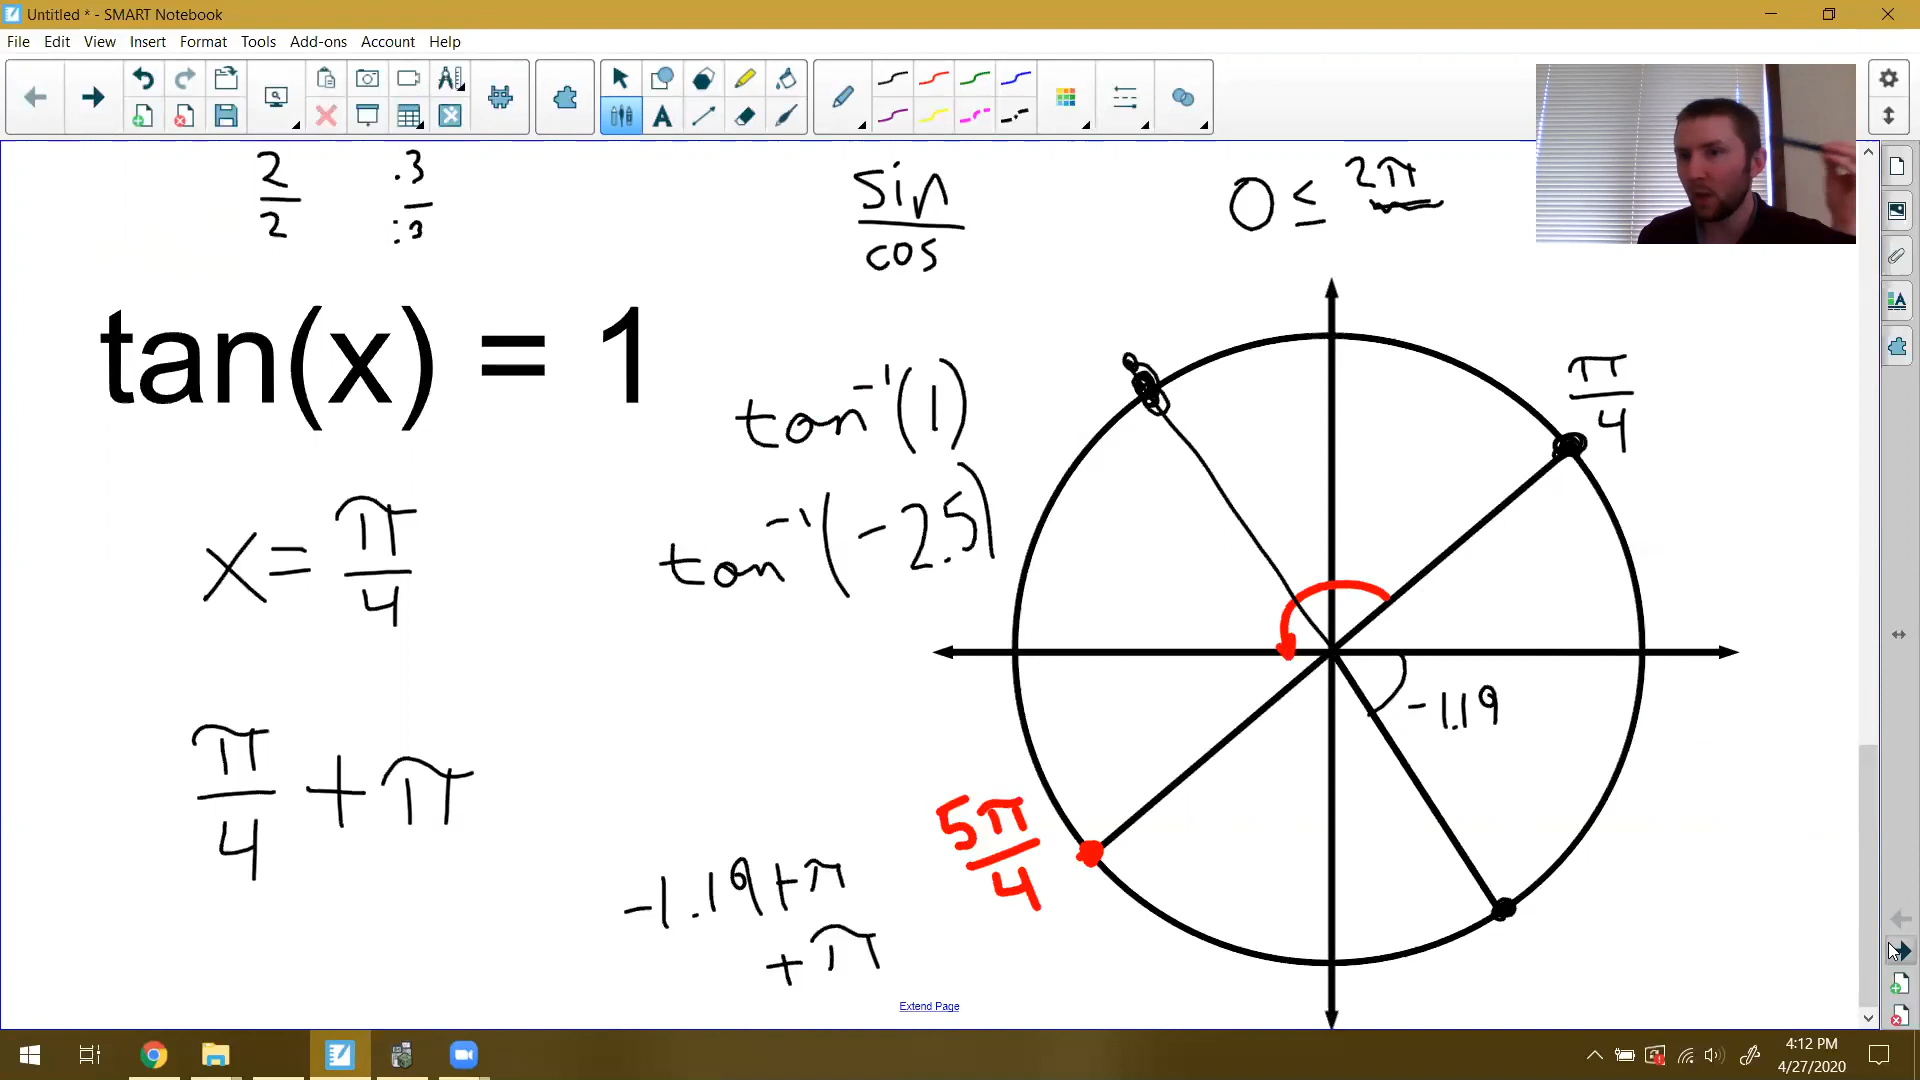 Untitled * - SMART Notebook
File Edit View Insert Format Tools Add-ons Account Help
2/2
.3/.3
sin/cos
0 ≤ 2π
tan(x) = 1
tan⁻¹(1)
π/4
tan⁻¹(-2.5)
x = π/4
-1.19
π/4 + π
5π/4
-1.19 + π
+ π
Extend Page
4:12 PM
4/27/2020